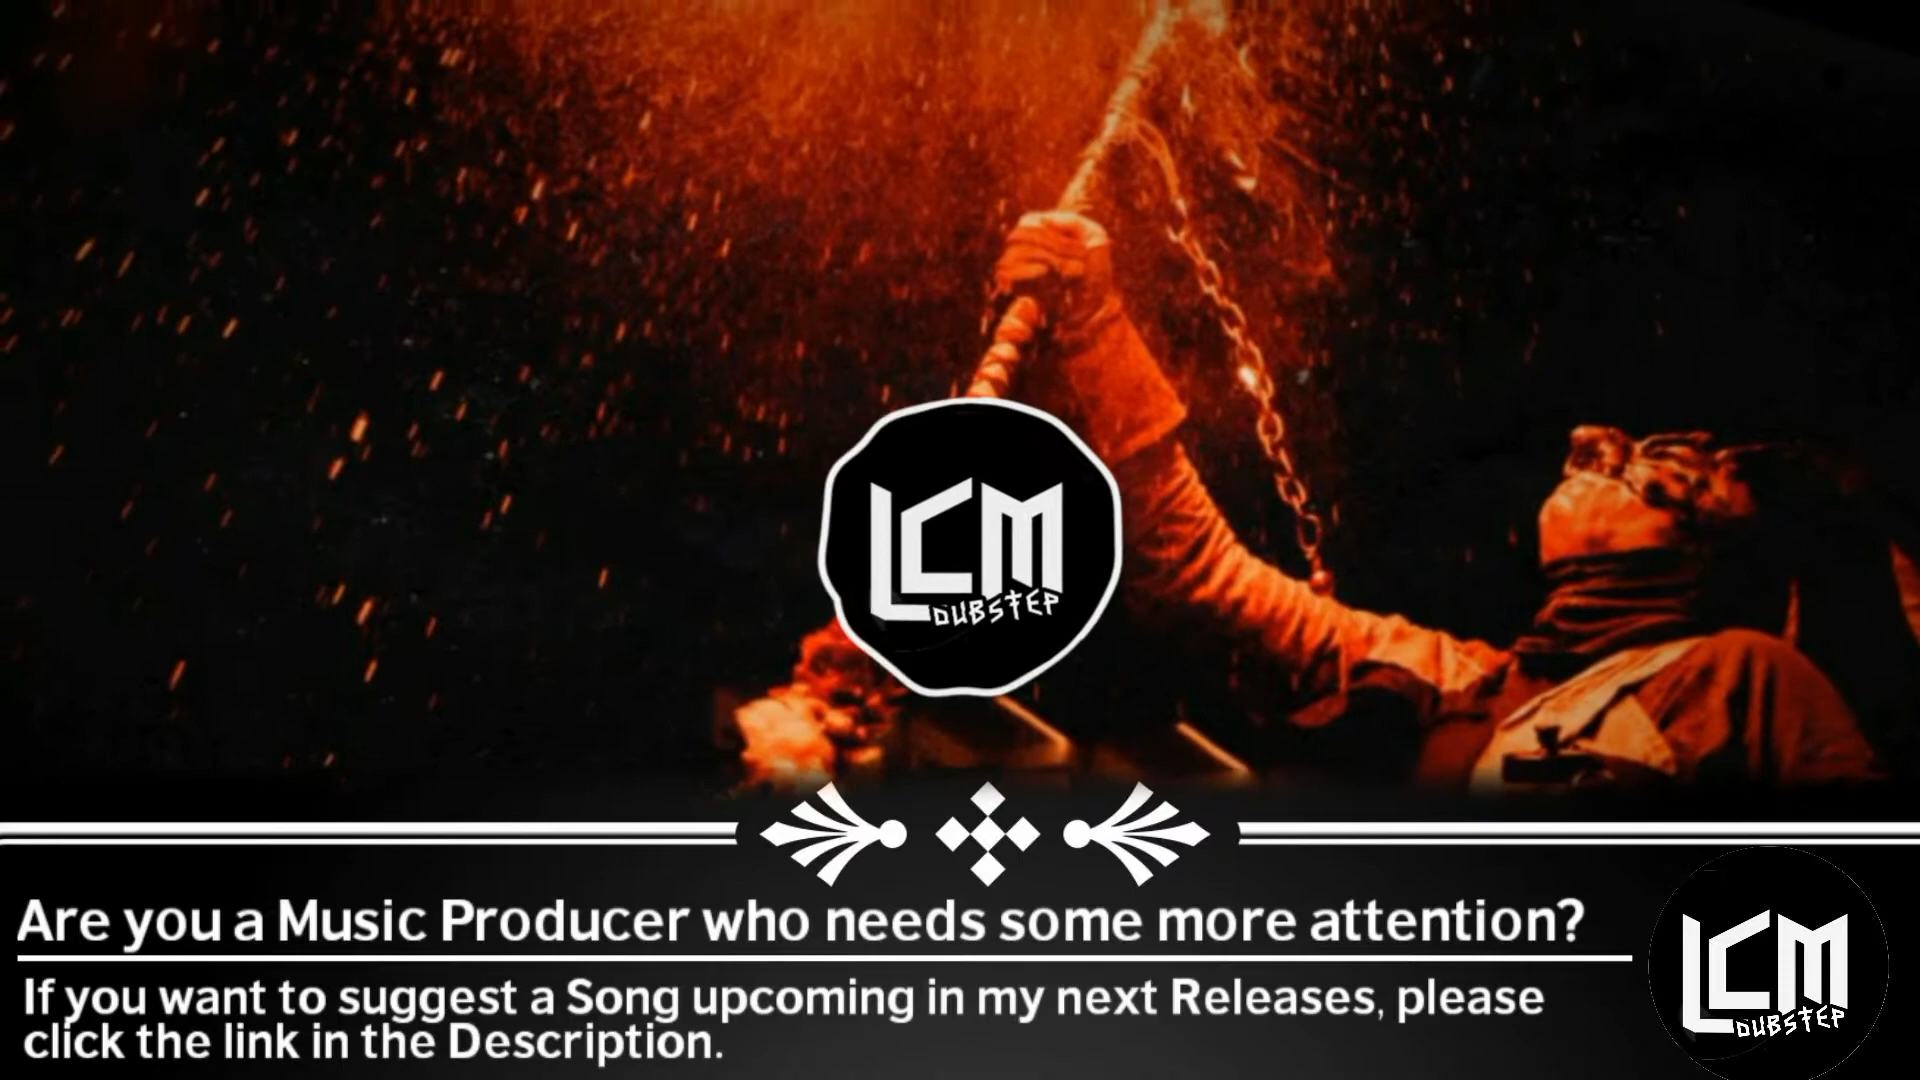 LCM
DUBSTEP
Are you a Music Producer who needs some more attention?
If you want to suggest a Song upcoming in my next Releases, please
click the link in the Description.
LCM
DUBSTEP